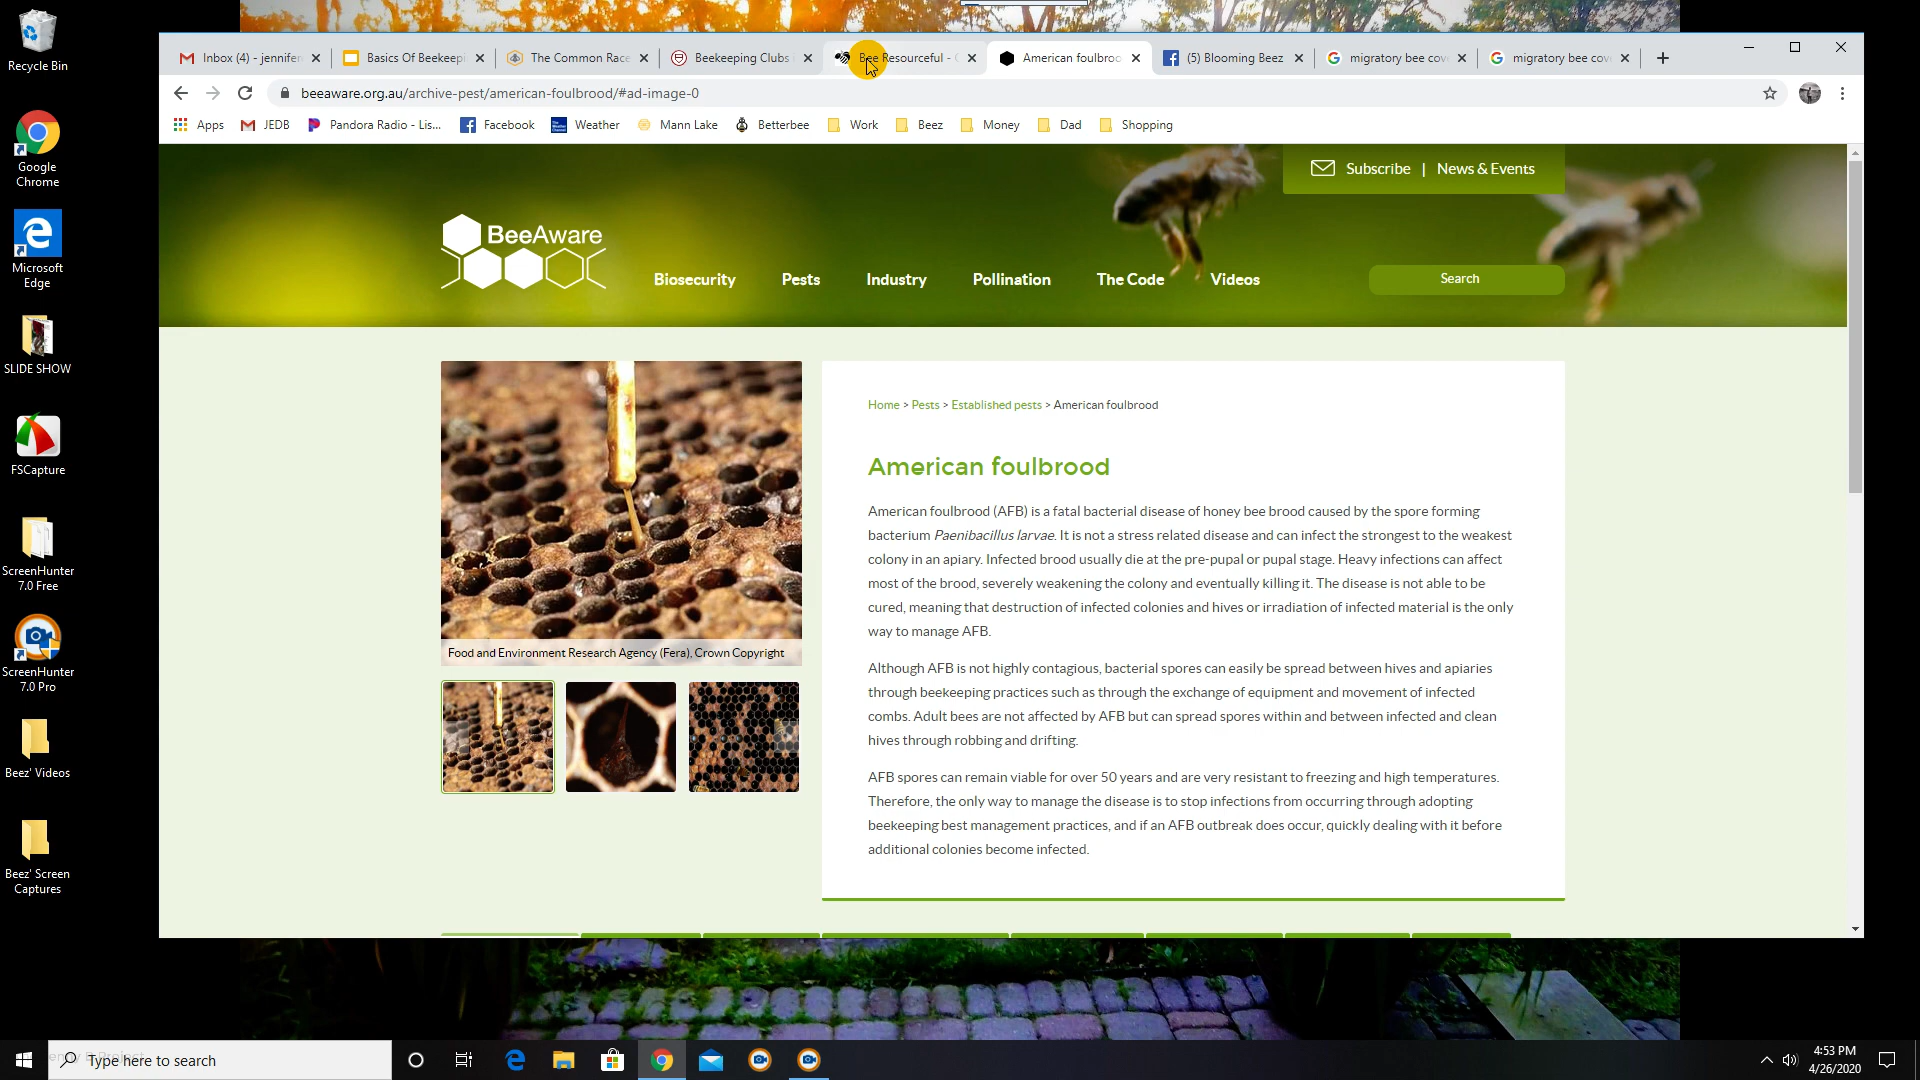 Recycle Bin
Google
Chrome
Microsoft
Edge
SLIDE SHOW
FSCapture
ScreenHunter
7.0 Free
ScreenHunter
7.0 Pro
Beez' Videos
Beez' Screen
Captures
Inbox (4) - jennifer
Basics Of Beekeepi
The Common Race
Beekeeping Clubs
Bee Resourceful -
American foulbroo
(5) Blooming Beez
migratory bee cov
migratory bee cov
beeaware.org.au/archive-pest/american-foulbrood/#ad-image-0
Apps
JEDB
Pandora Radio - Lis...
Facebook
Weather
Mann Lake
Betterbee
Work
Beez
Money
Dad
Shopping
Subscribe | News & Events
BeeAware
Biosecurity
Pests
Industry
Pollination
The Code
Videos
Search
Food and Environment Research Agency (Fera), Crown Copyright
Home > Pests > Established pests > American foulbrood
American foulbrood
American foulbrood (AFB) is a fatal bacterial disease of honey bee brood caused by the spore forming
bacterium Paenibacillus larvae. It is not a stress related disease and can infect the strongest to the weakest
colony in an apiary. Infected brood usually die at the pre-pupal or pupal stage. Heavy infections can affect
most of the brood, severely weakening the colony and eventually killing it. The disease is not able to be
cured, meaning that destruction of infected colonies and hives or irradiation of infected material is the only
way to manage AFB.
Although AFB is not highly contagious, bacterial spores can easily be spread between hives and apiaries
through beekeeping practices such as through the exchange of equipment and movement of infected
combs. Adult bees are not affected by AFB but can spread spores within and between infected and clean
hives through robbing and drifting.
AFB spores can remain viable for over 50 years and are very resistant to freezing and high temperatures.
Therefore, the only way to manage the disease is to stop infections from occurring through adopting
beekeeping best management practices, and if an AFB outbreak does occur, quickly dealing with it before
additional colonies become infected.
Type here to search
4:53 PM
4/26/2020